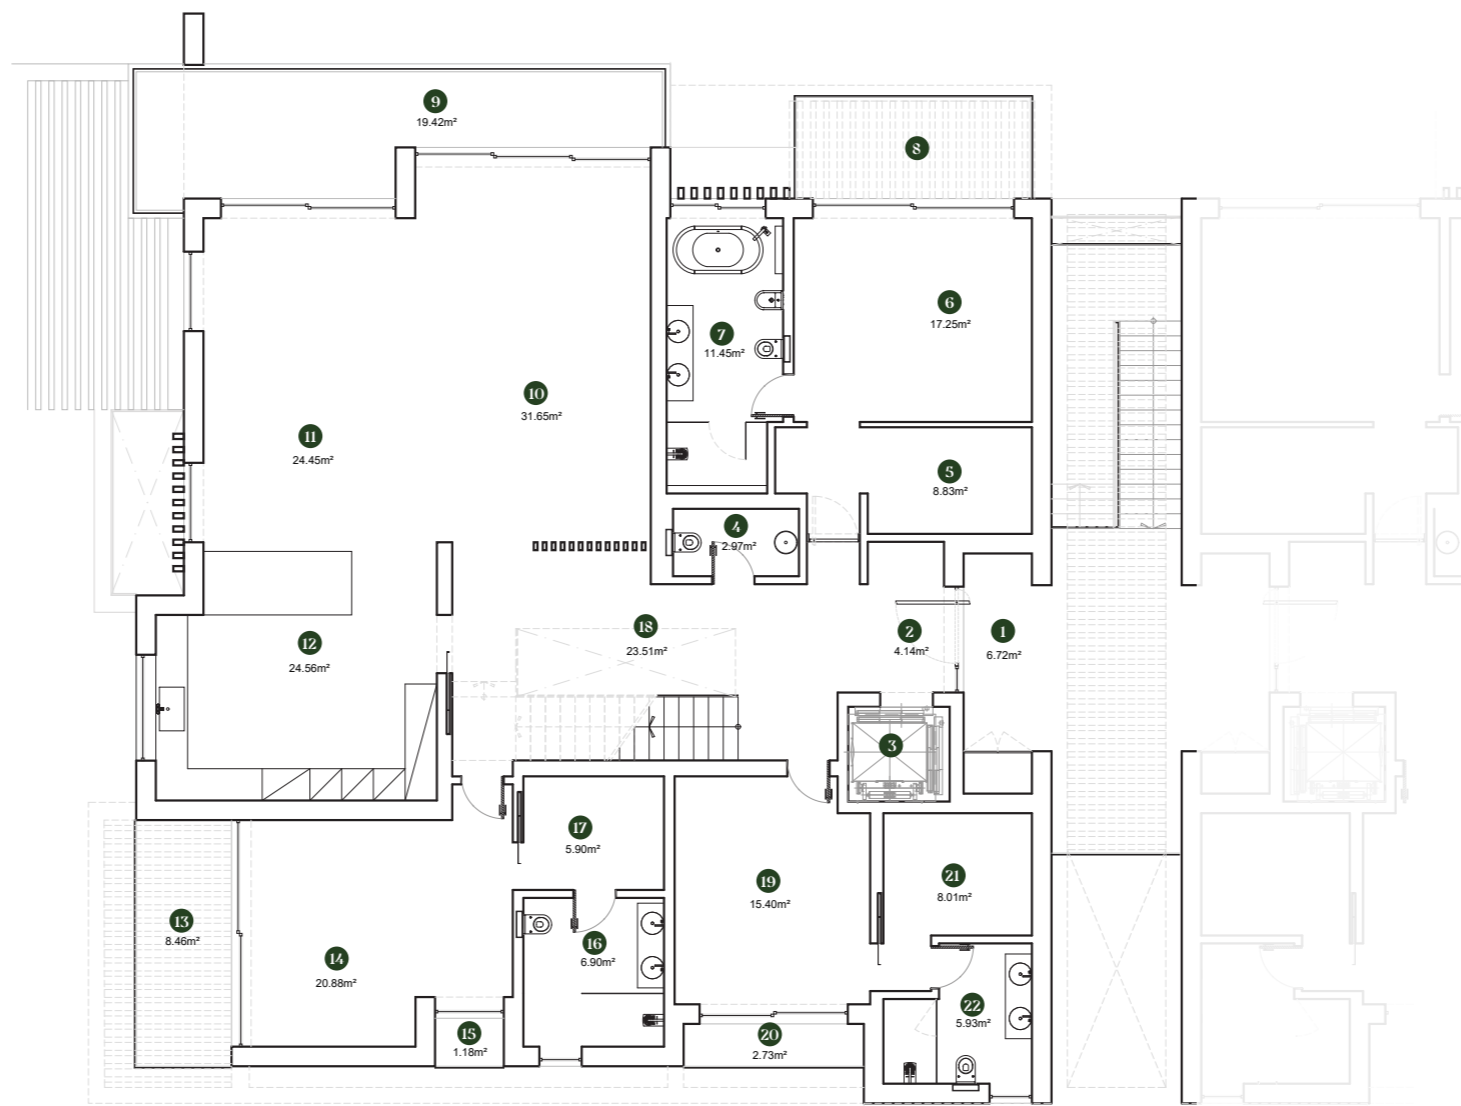 9
19.42m²
8
6
17.25m²
7
11.45m²
10
31.65m²
11
24.45m²
5
8.83m²
4
2.97m²
18
23.51m²
2
4.14m²
1
6.72m²
12
24.56m²
3
17
5.90m²
19
15.40m²
21
8.01m²
13
8.46m²
16
6.90m²
14
20.88m²
22
5.93m²
15
1.18m²
20
2.73m²